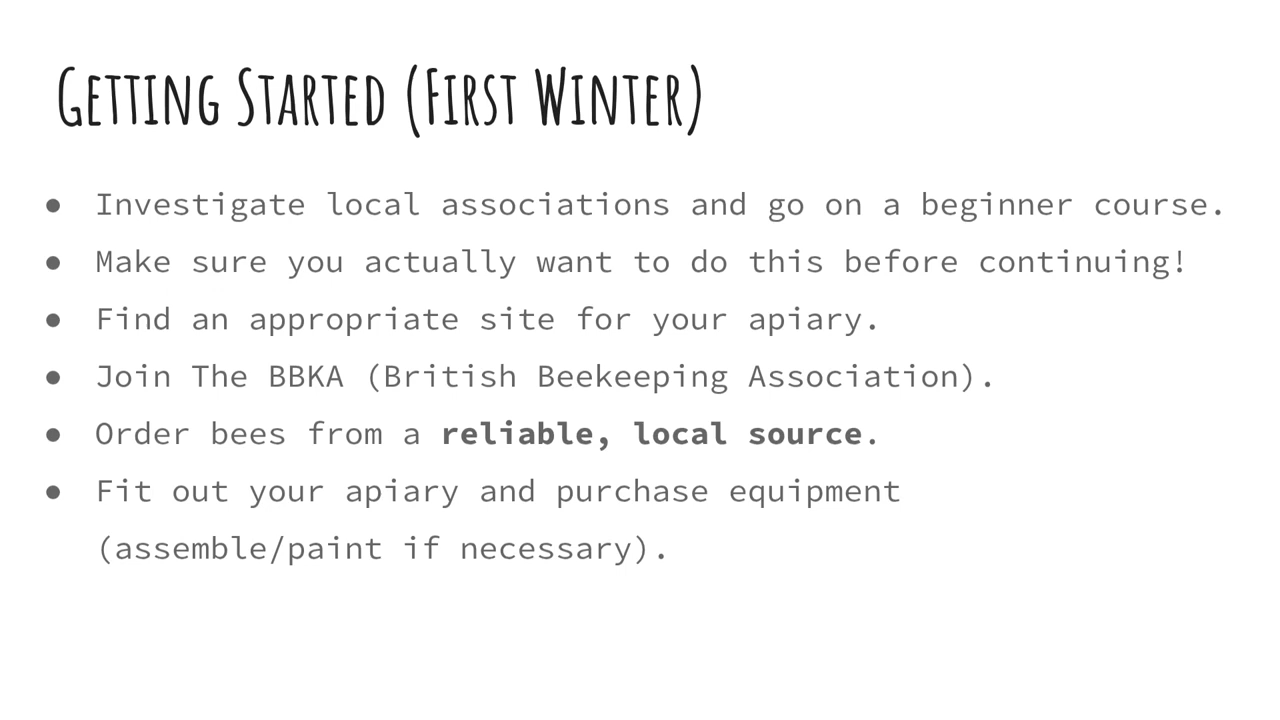 Getting Started (First Winter)
● Investigate local associations and go on a beginner course.
● Make sure you actually want to do this before continuing!
● Find an appropriate site for your apiary.
● Join The BBKA (British Beekeeping Association).
● Order bees from a reliable, local source.
● Fit out your apiary and purchase equipment
(assemble/paint if necessary).